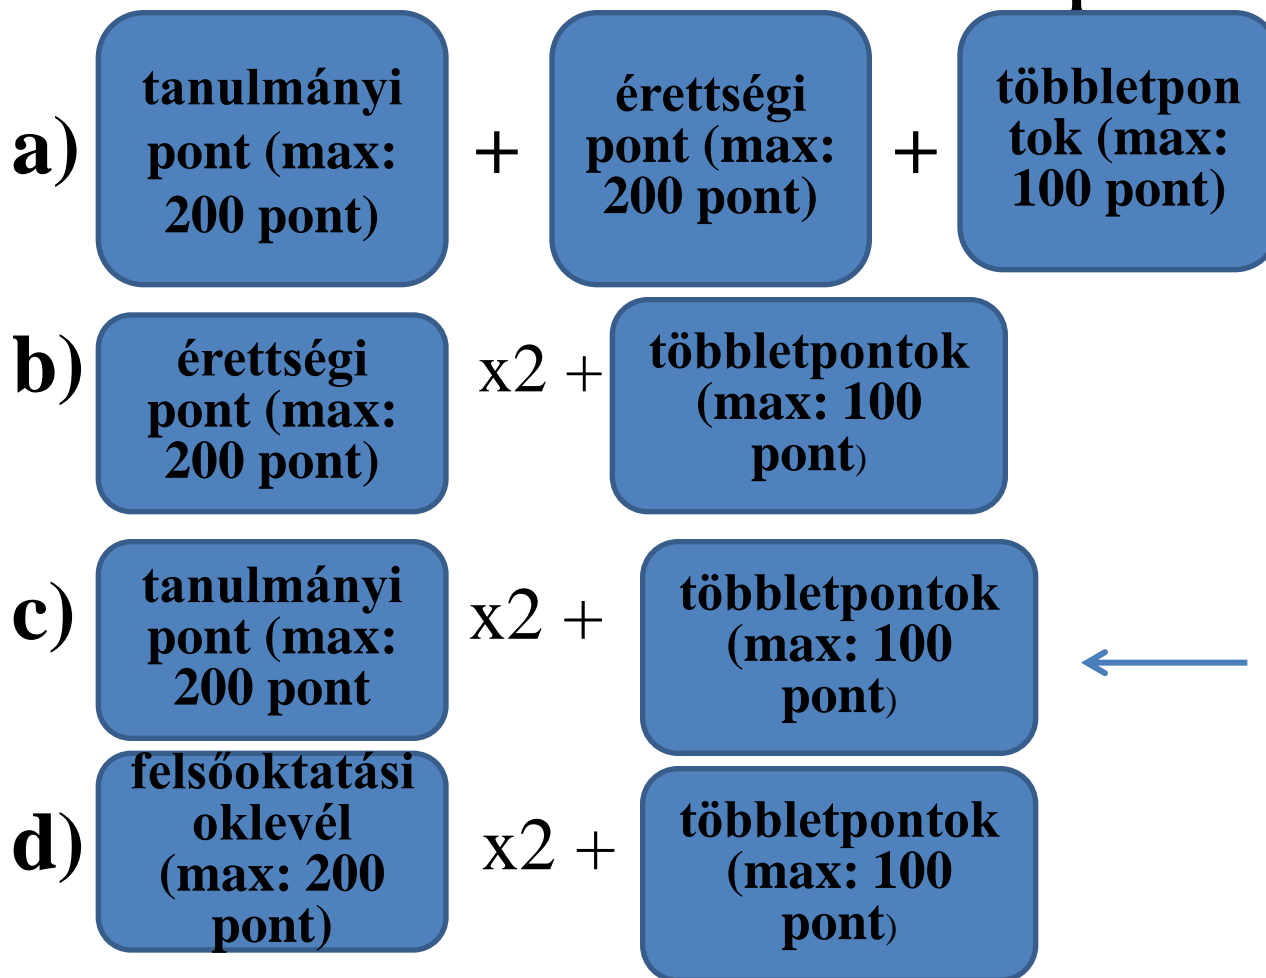 a)
tanulmányi
pont (max:
200 pont)
+
érettségi
pont (max:
200 pont)
+
többletpon
tok (max:
100 pont)
b)
érettségi
pont (max:
200 pont)
x2 +
többletpontok
(max: 100
pont)
c)
tanulmányi
pont (max:
200 pont
x2 +
többletpontok
(max: 100
pont)
d)
felsőoktatási
oklevél
(max: 200
pont)
x2 +
többletpontok
(max: 100
pont)